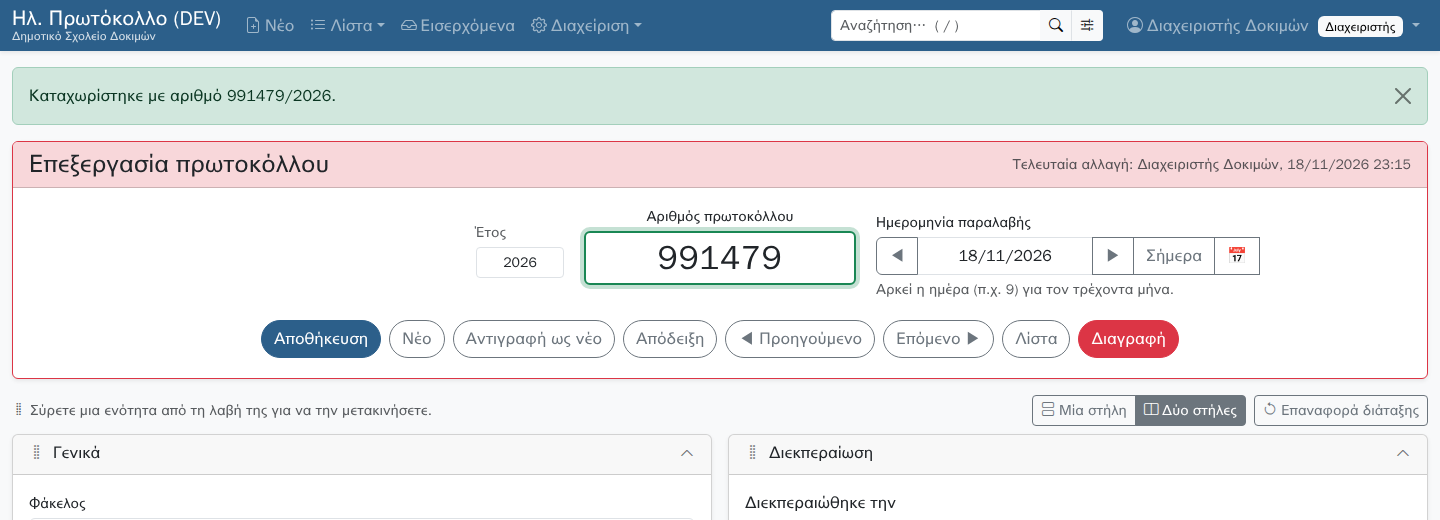 Ηλ. Πρωτόκολλο (DEV)
Δημοτικό Σχολείο Δοκιμών
Νέο
Λίστα
Εισερχόμενα
Διαχείριση
Αναζήτηση… ( / )
Διαχειριστής Δοκιμών
Διαχειριστής
Καταχωρίστηκε με αριθμό 991479/2026.
Επεξεργασία πρωτοκόλλου
Τελευταία αλλαγή: Διαχειριστής Δοκιμών, 18/11/2026 23:15
Έτος
2026
Αριθμός πρωτοκόλλου
991479
Ημερομηνία παραλαβής
◀ 18/11/2026 ▶ Σήμερα
Αρκεί η ημέρα (π.χ. 9) για τον τρέχοντα μήνα.
Αποθήκευση
Νέο
Αντιγραφή ως νέο
Απόδειξη
◀ Προηγούμενο
Επόμενο ▶
Λίστα
Διαγραφή
Σύρετε μια ενότητα από τη λαβή της για να την μετακινήσετε.
Μία στήλη
Δύο στήλες
Επαναφορά διάταξης
Γενικά
Φάκελος
Διεκπεραίωση
Διεκπεραιώθηκε την